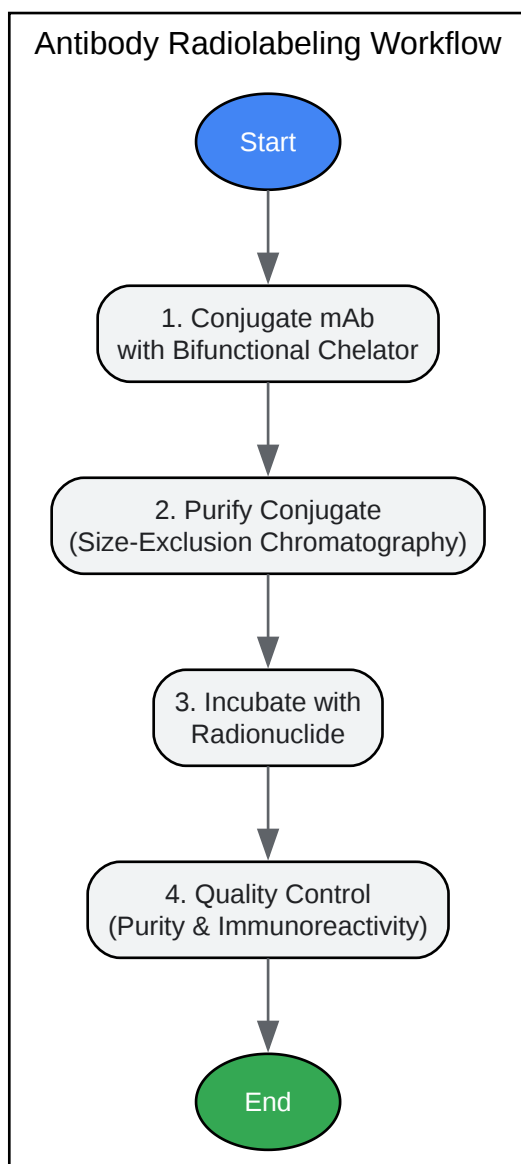 Antibody Radiolabeling Workflow
Start
1. Conjugate mAb
with Bifunctional Chelator
2. Purify Conjugate
(Size-Exclusion Chromatography)
3. Incubate with
Radionuclide
4. Quality Control
(Purity & Immunoreactivity)
End